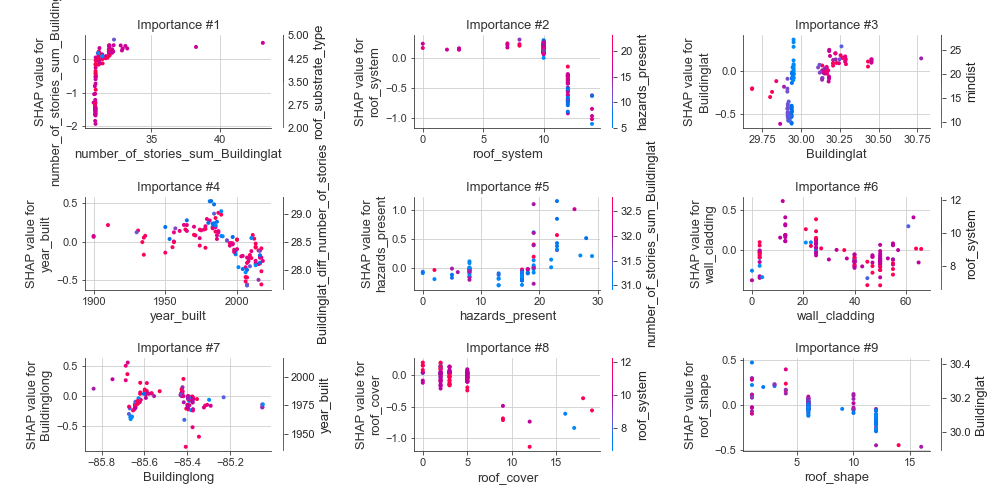 Importance #1
SHAP value for
number_of_stories_sum_Building
0
−1
−2
35
40
number_of_stories_sum_Buildinglat
5.00
4.25
3.50
2.75
2.00
roof_substrate_type
Importance #2
SHAP value for
roof_system
0.0
−0.5
−1.0
0
5
10
roof_system
20
15
10
5
hazards_present
Importance #3
SHAP value for
Buildinglat
0.0
−0.5
29.75
30.00
30.25
30.50
30.75
Buildinglat
25
20
15
10
mindist
Importance #4
SHAP value for
year_built
0.5
0.0
−0.5
1900
1950
2000
year_built
29.0
28.5
28.0
Buildinglat_diff_number_of_stories
Importance #5
SHAP value for
hazards_present
1.0
0.5
0.0
0
10
20
30
hazards_present
32.5
32.0
31.5
31.0
number_of_stories_sum_Buildinglat
Importance #6
SHAP value for
wall_cladding
0.5
0.0
0
20
40
60
wall_cladding
12
10
8
roof_system
Importance #7
SHAP value for
Buildinglong
0.5
0.0
−0.5
−85.8
−85.6
−85.4
−85.2
Buildinglong
2000
1975
1950
year_built
Importance #8
SHAP value for
roof_cover
0.0
−0.5
−1.0
0
5
10
15
roof_cover
12
10
8
roof_system
Importance #9
SHAP value for
roof_shape
0.5
0.0
−0.5
5
10
15
roof_shape
30.4
30.2
30.0
Buildinglat